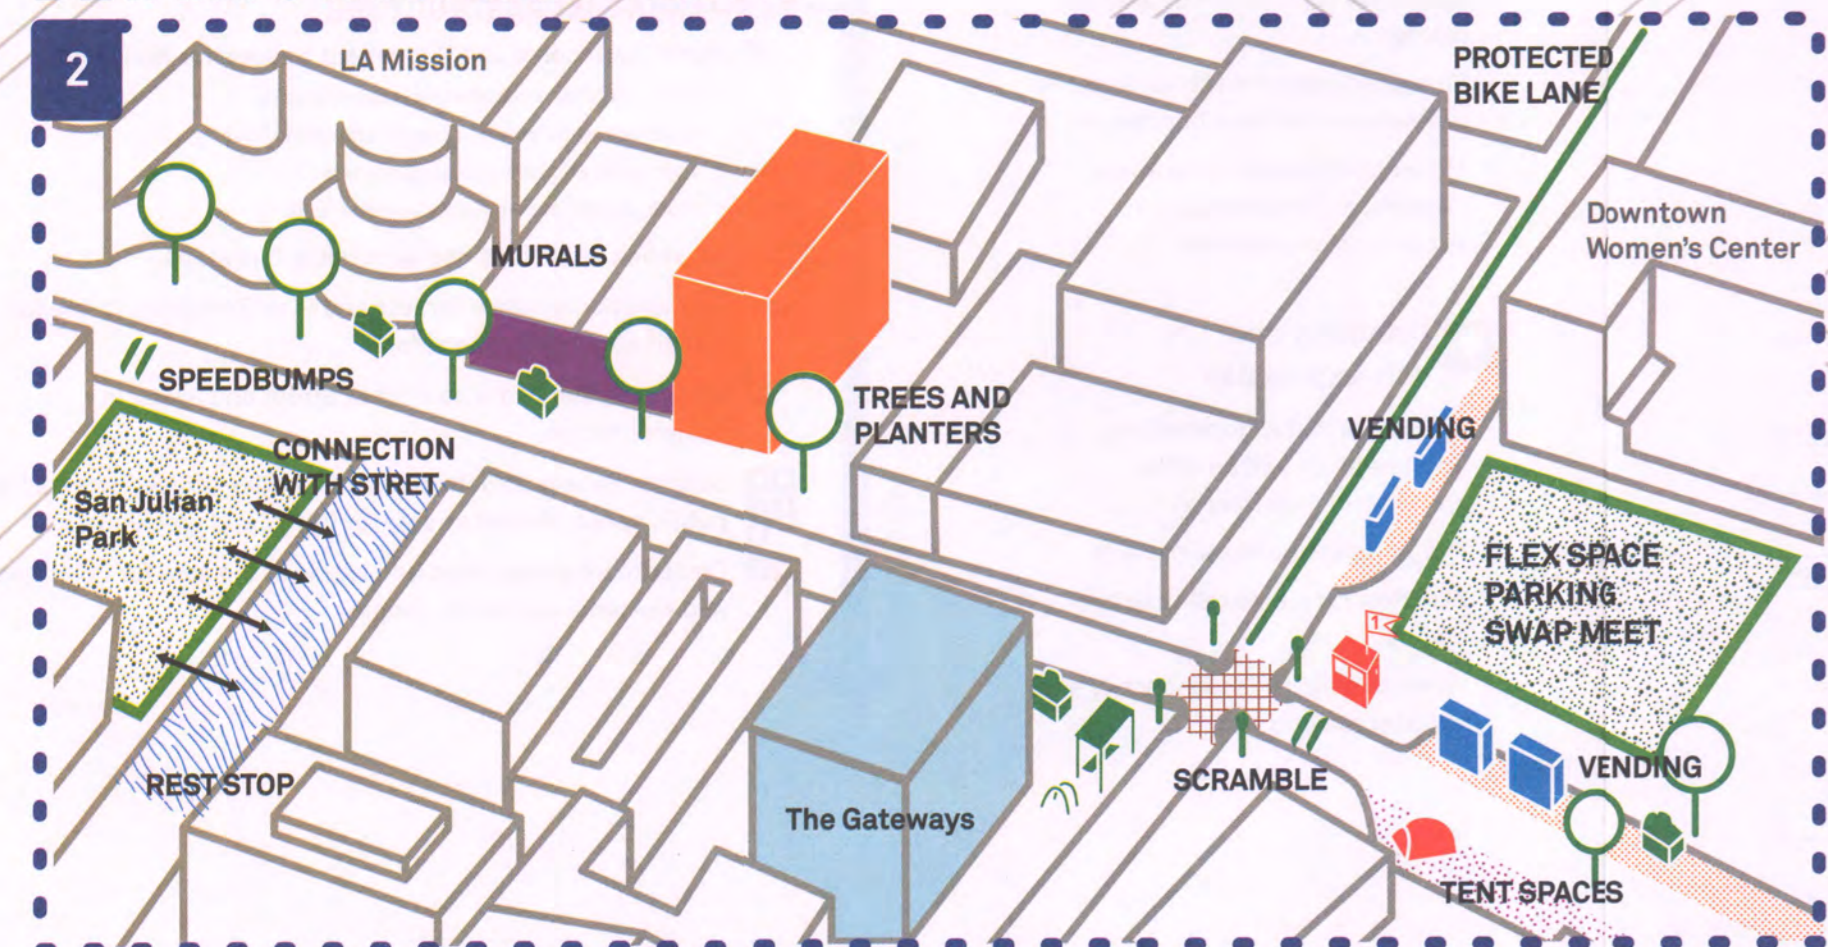 2
LA Mission
PROTECTED
BIKE LANE
Downtown
Women's Center
MURALS
SPEEDBUMPS
TREES AND
PLANTERS
VENDING
CONNECTION
WITH STRET
San Julian
Park
FLEX SPACE
PARKING
SWAP MEET
1
REST STOP
The Gateways
SCRAMBLE
VENDING
TENT SPACES